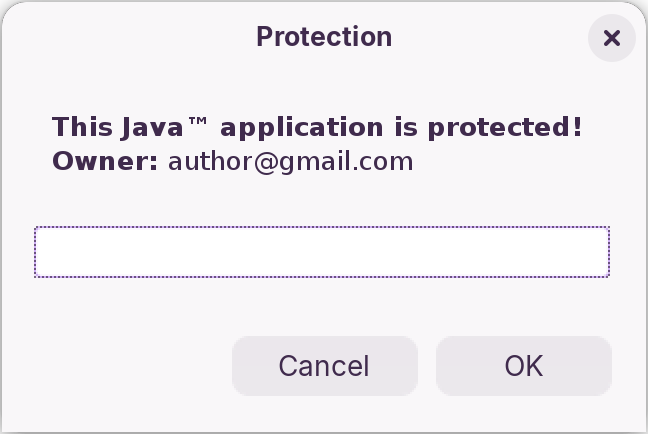 Protection
This Java™ application is protected!
Owner: author@gmail.com
Cancel
OK